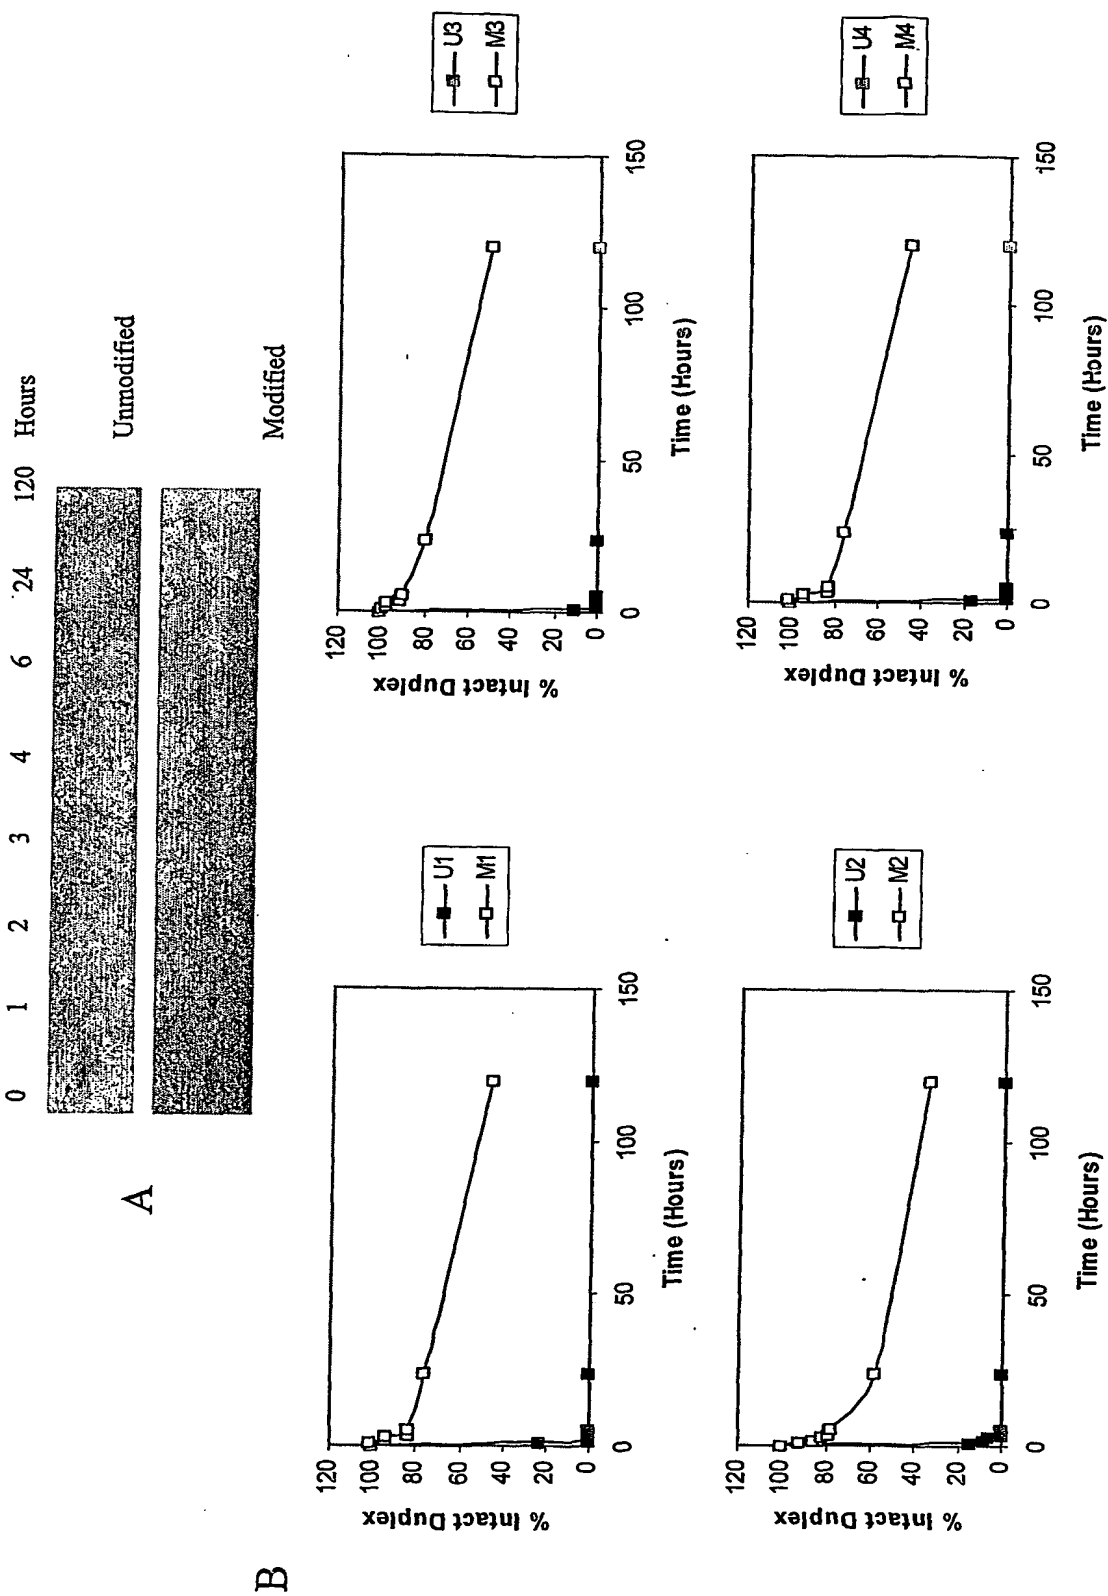 A
0 1 2 3 4 6 24 120 Hours
Unmodified
Modified
B
% Intact Duplex
120
100
80
60
40
20
0
0 50 100 150
Time (Hours)
U1
M1
% Intact Duplex
120
100
80
60
40
20
0
0 50 100 150
Time (Hours)
U3
M3
% Intact Duplex
120
100
80
60
40
20
0
0 50 100 150
Time (Hours)
U2
M2
% Intact Duplex
120
100
80
60
40
20
0
0 50 100 150
Time (Hours)
U4
M4